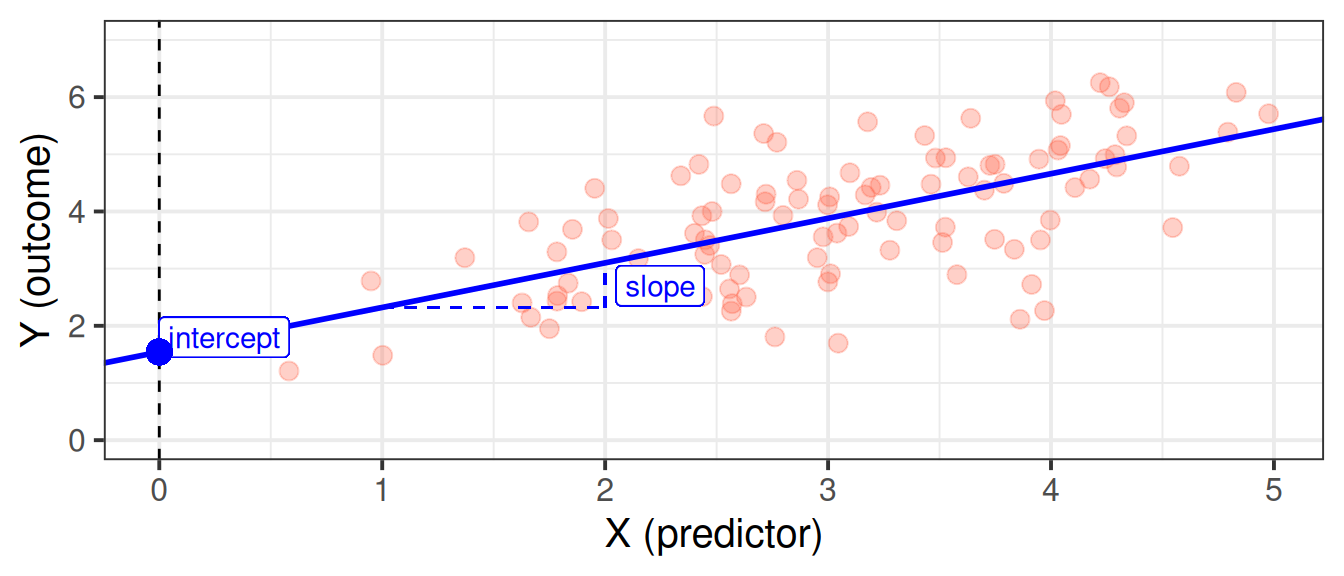 Y (outcome)
6
4
2
0
intercept
slope
0 1 2 3 4 5
X (predictor)